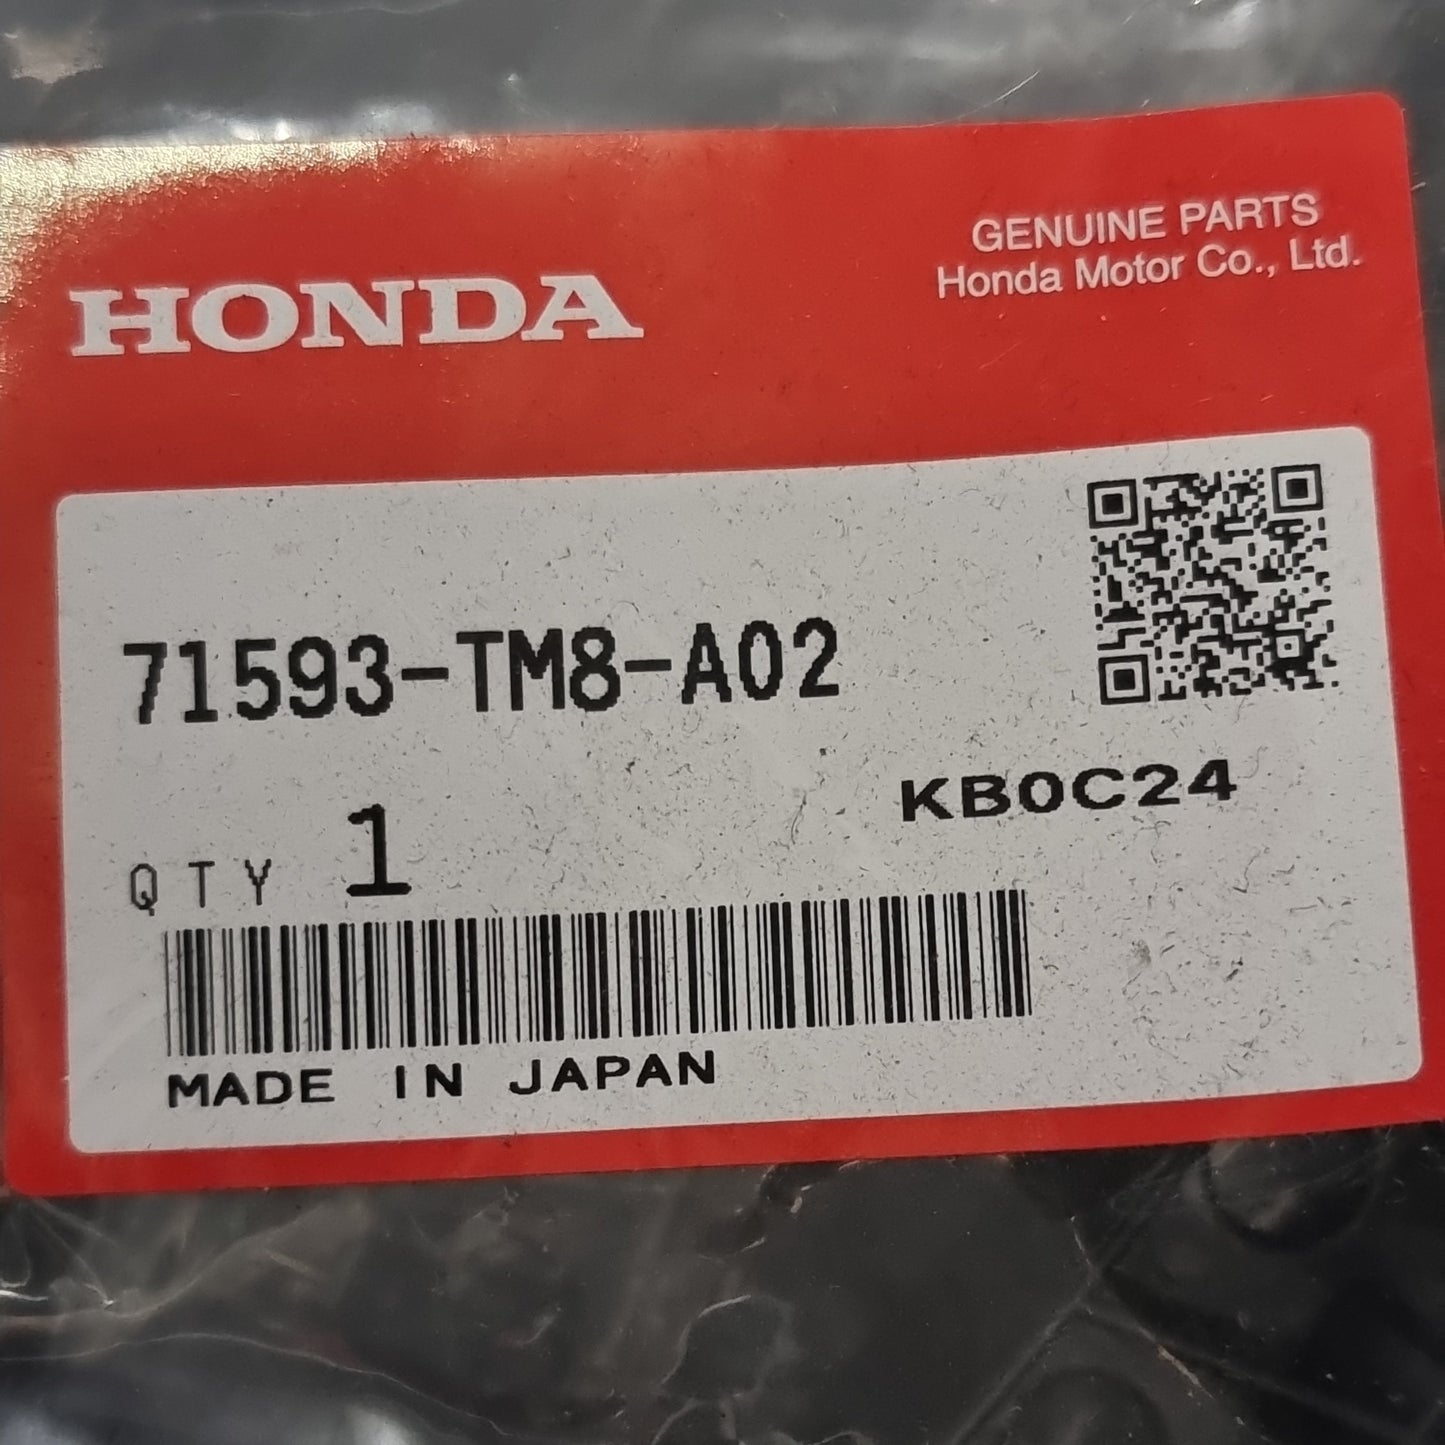 GENUINE PARTS
Honda Motor Co., Ltd.
HONDA
71593-TM8-A02
KB0C24
QTY 1
MADE IN JAPAN